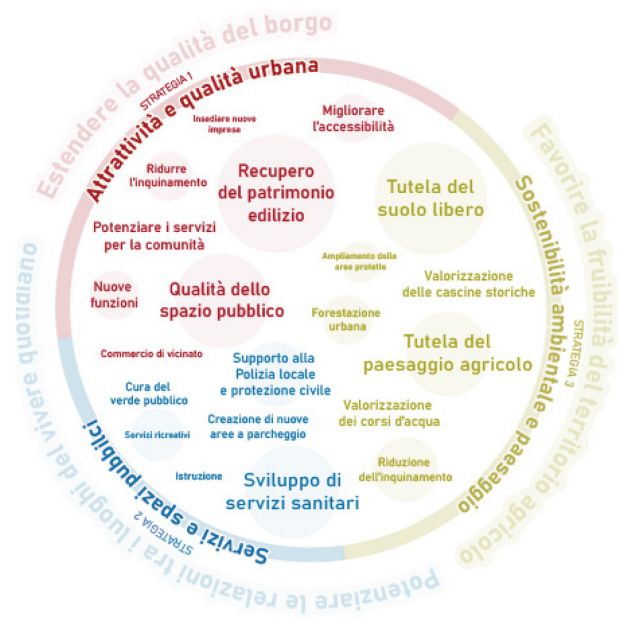 Estendere la qualità del borgo
STRATEGIA 1
Attrattività e qualità urbana
Insediare nuove
imprese
Migliorare
l'accessibilità
Ridurre
l'inquinamento
Recupero
del patrimonio
edilizio
Potenziare i servizi
per la comunità
Nuove
funzioni
Qualità dello
spazio pubblico
Commercio di vicinato
Favorire la fruibilità del territorio agricolo
STRATEGIA 3
Sostenibilità ambientale e paesaggio
Tutela del
suolo libero
Ampliamento delle
aree protette
Valorizzazione
delle cascine storiche
Forestazione
urbana
Tutela del
paesaggio agricolo
Valorizzazione
dei corsi d'acqua
Riduzione
dell'inquinamento
Supporto alla
Polizia locale
e protezione civile
Cura del
verde pubblico
Creazione di nuove
aree a parcheggio
Servizi ricreativi
Istruzione
Sviluppo di
servizi sanitari
Servizi e spazi pubblici
STRATEGIA 2
Potenziare le relazioni tra i luoghi del vivere quotidiano